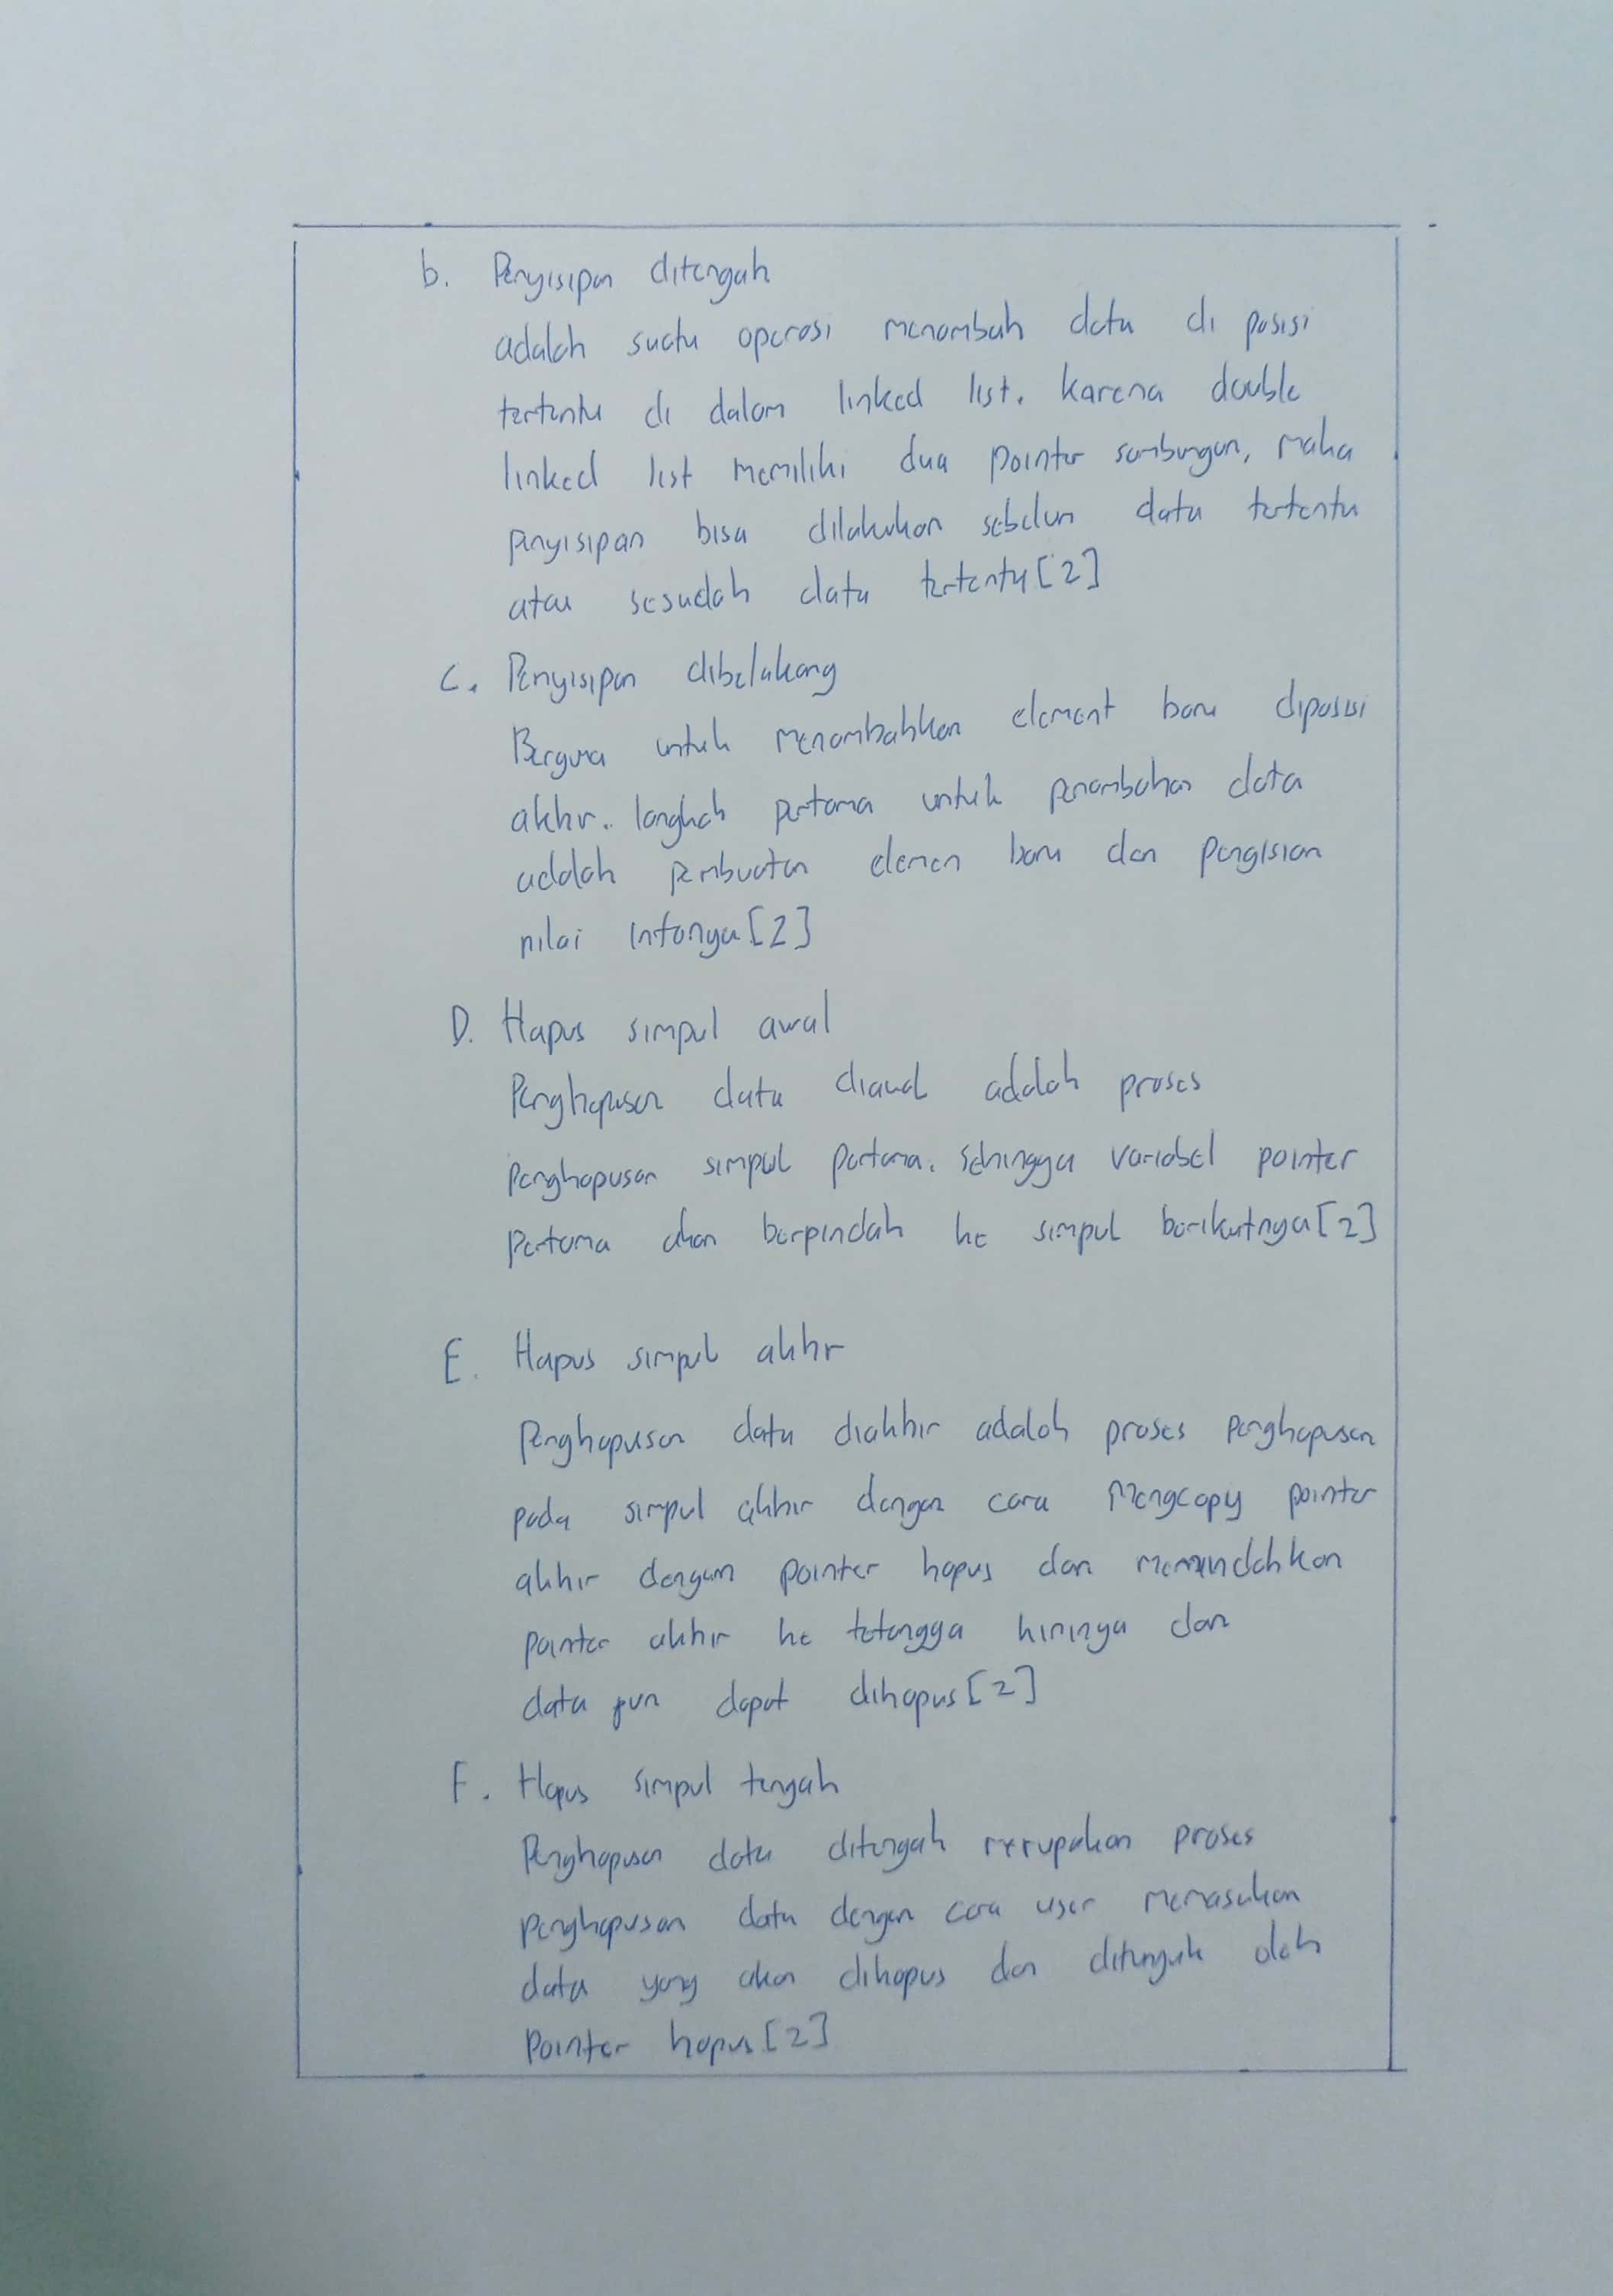 b. Penyisipan ditengah
adalah suatu operasi menambah data di posisi
tertentu di dalam linked list. karena double
linked list memiliki dua pointer sambungan, maka
penyisipan bisa dilakukan sebelum data tertentu
atau sesudah data tertentu[2]
C. Penyisipan dibelakang
Berguna untuk menambahkan element baru diposisi
akhir. langkah pertama untuk penambahan data
adalah pembuatan elemen baru dan pengisian
nilai infonya[2]
D. Hapus simpul awal
Penghapusan data diawal adalah proses
penghapusan simpul pertama. sehingga variabel pointer
pertama akan berpindah ke simpul berikutnya[2]
E. Hapus simpul akhir
Penghapusan data diakhir adalah proses penghapusan
pada simpul akhir dengan cara mengcopy pointer
akhir dengan pointer hapus dan memindahkan
pointer akhir ke tetangga kirinya dan
data pun dapat dihapus[2]
F. Hapus simpul tengah
Penghapusan data ditengah merupakan proses
penghapusan data dengan cara user memasukan
data yang akan dihapus dan ditunjuk oleh
Pointer hapus[2]